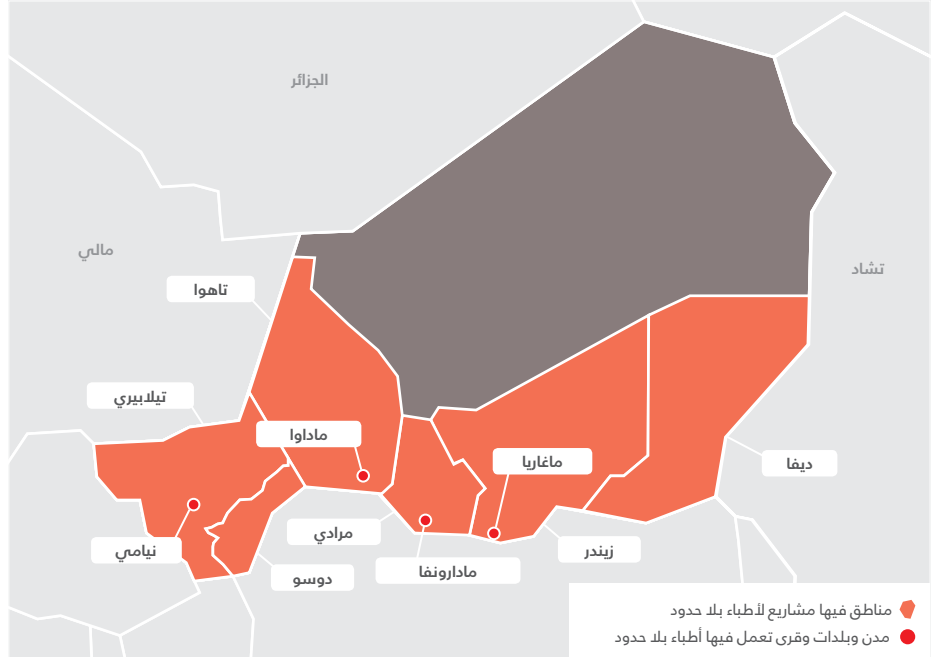 الجزائر
مالي
تشاد
تاهوا
تيلابيري
ماداوا
ماغاريا
ديفا
مرادي
نيامي
زيندر
مادارونفا
دوسو
مناطق فيها مشاريع لأطباء بلا حدود
مدن وبلدات وقرى تعمل فيها أطباء بلا حدود